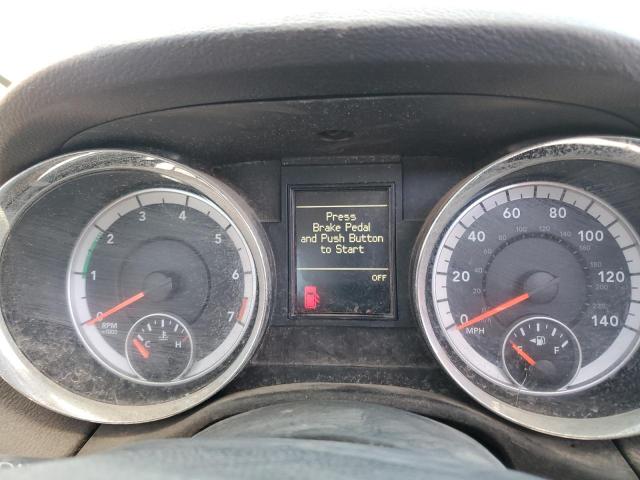 Press
Brake Pedal
and Push Button
to Start
OFF
0 1 2 3 4 5 6 7
RPM
C H
0 20 40 60 80 100 120 140
MPH
F